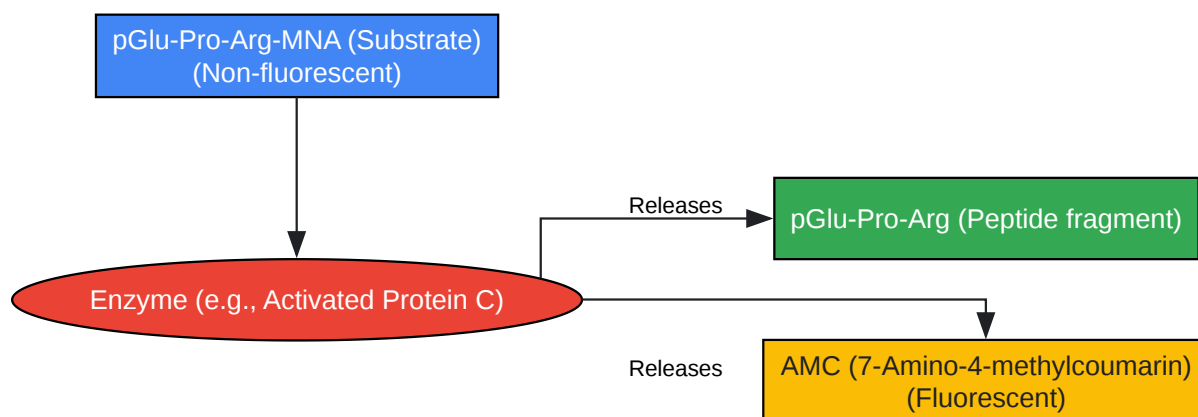 pGlu-Pro-Arg-MNA (Substrate)
(Non-fluorescent)
Releases
pGlu-Pro-Arg (Peptide fragment)
Enzyme (e.g., Activated Protein C)
Releases
AMC (7-Amino-4-methylcoumarin)
(Fluorescent)